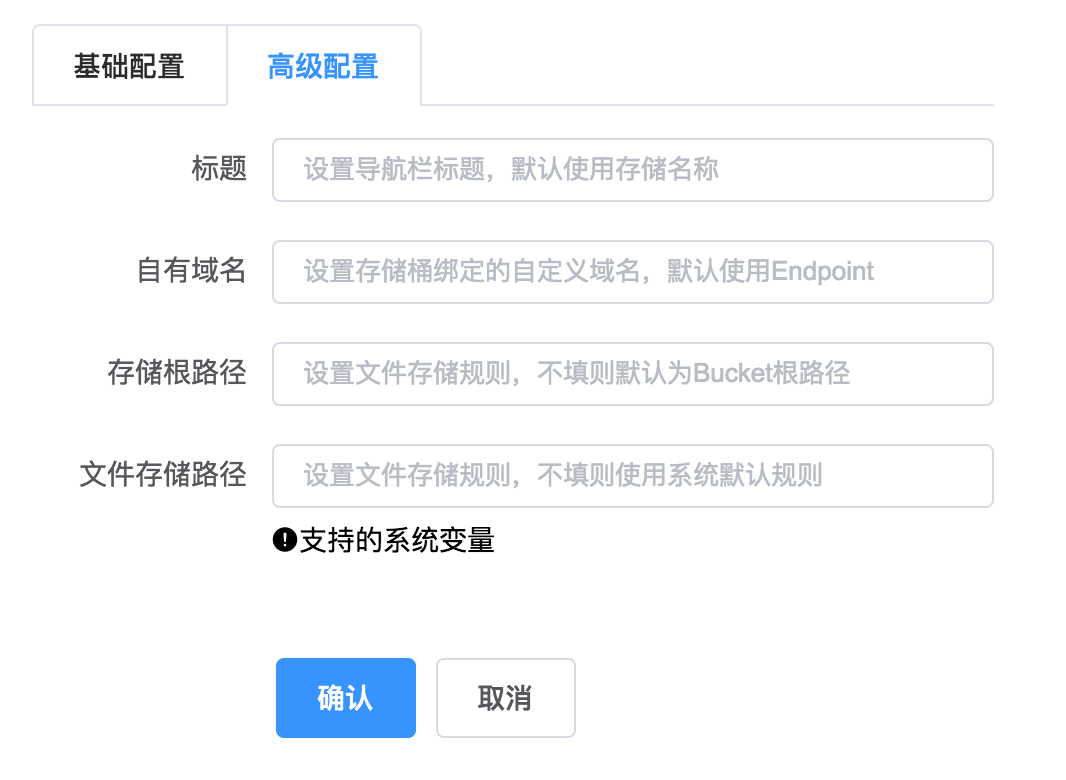 基础配置 高级配置
标题 设置导航栏标题，默认使用存储名称
自有域名 设置存储桶绑定的自定义域名，默认使用Endpoint
存储根路径 设置文件存储规则，不填则默认为Bucket根路径
文件存储路径 设置文件存储规则，不填则使用系统默认规则
支持的系统变量
确认 取消